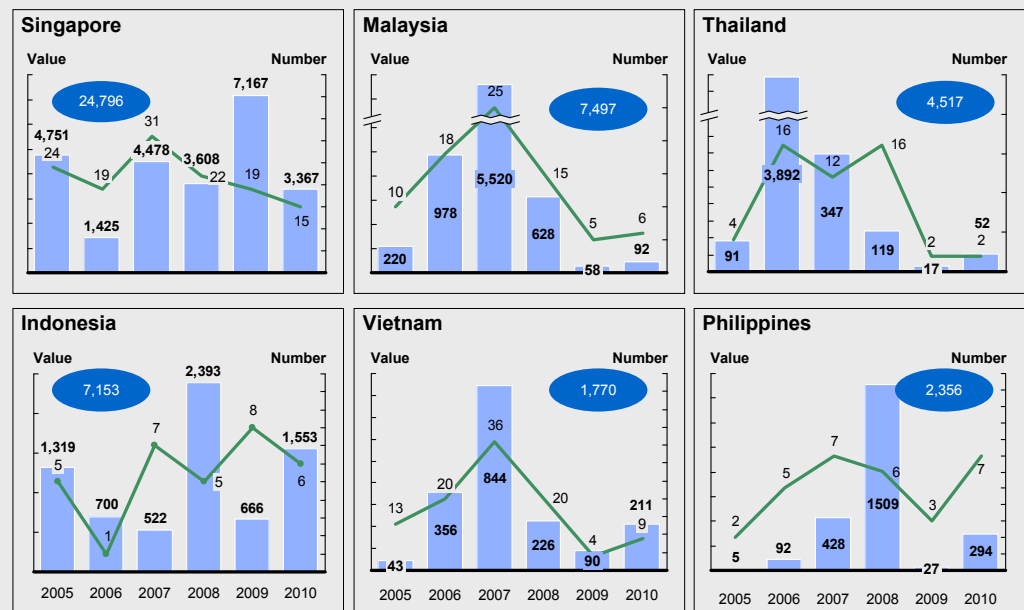 Singapore
Value Number
24,796
4,751 1,425 4,478 3,608 7,167 3,367
24 19 31 22 19 15
Malaysia
Value Number
7,497
220 978 5,520 628 58 92
10 18 25 15 5 6
Thailand
Value Number
4,517
91 3,892 347 119 17 52
4 16 12 16 2 2
Indonesia
Value Number
7,153
1,319 700 522 2,393 666 1,553
5 1 7 5 8 6
2005 2006 2007 2008 2009 2010
Vietnam
Value Number
1,770
43 356 844 226 90 211
13 20 36 20 4 9
2005 2006 2007 2008 2009 2010
Philippines
Value Number
2,356
5 92 428 1509 27 294
2 5 7 6 3 7
2005 2006 2007 2008 2009 2010